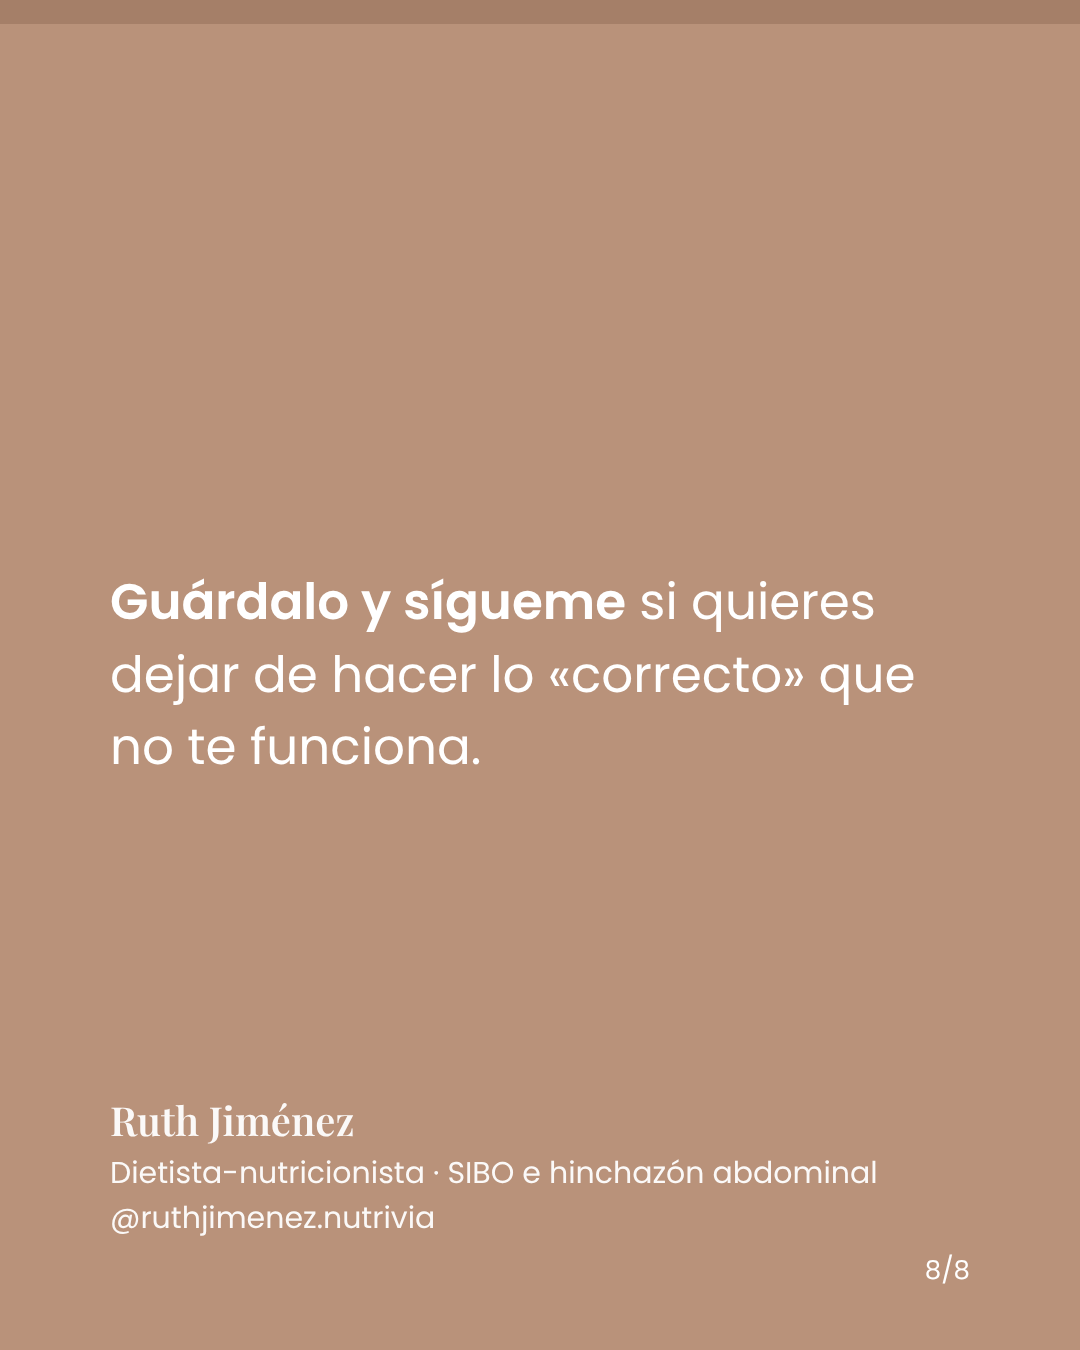 Guárdalo y sígueme si quieres
dejar de hacer lo «correcto» que
no te funciona.
Ruth Jiménez
Dietista-nutricionista · SIBO e hinchazón abdominal
@ruthjimenez.nutrivia
8/8